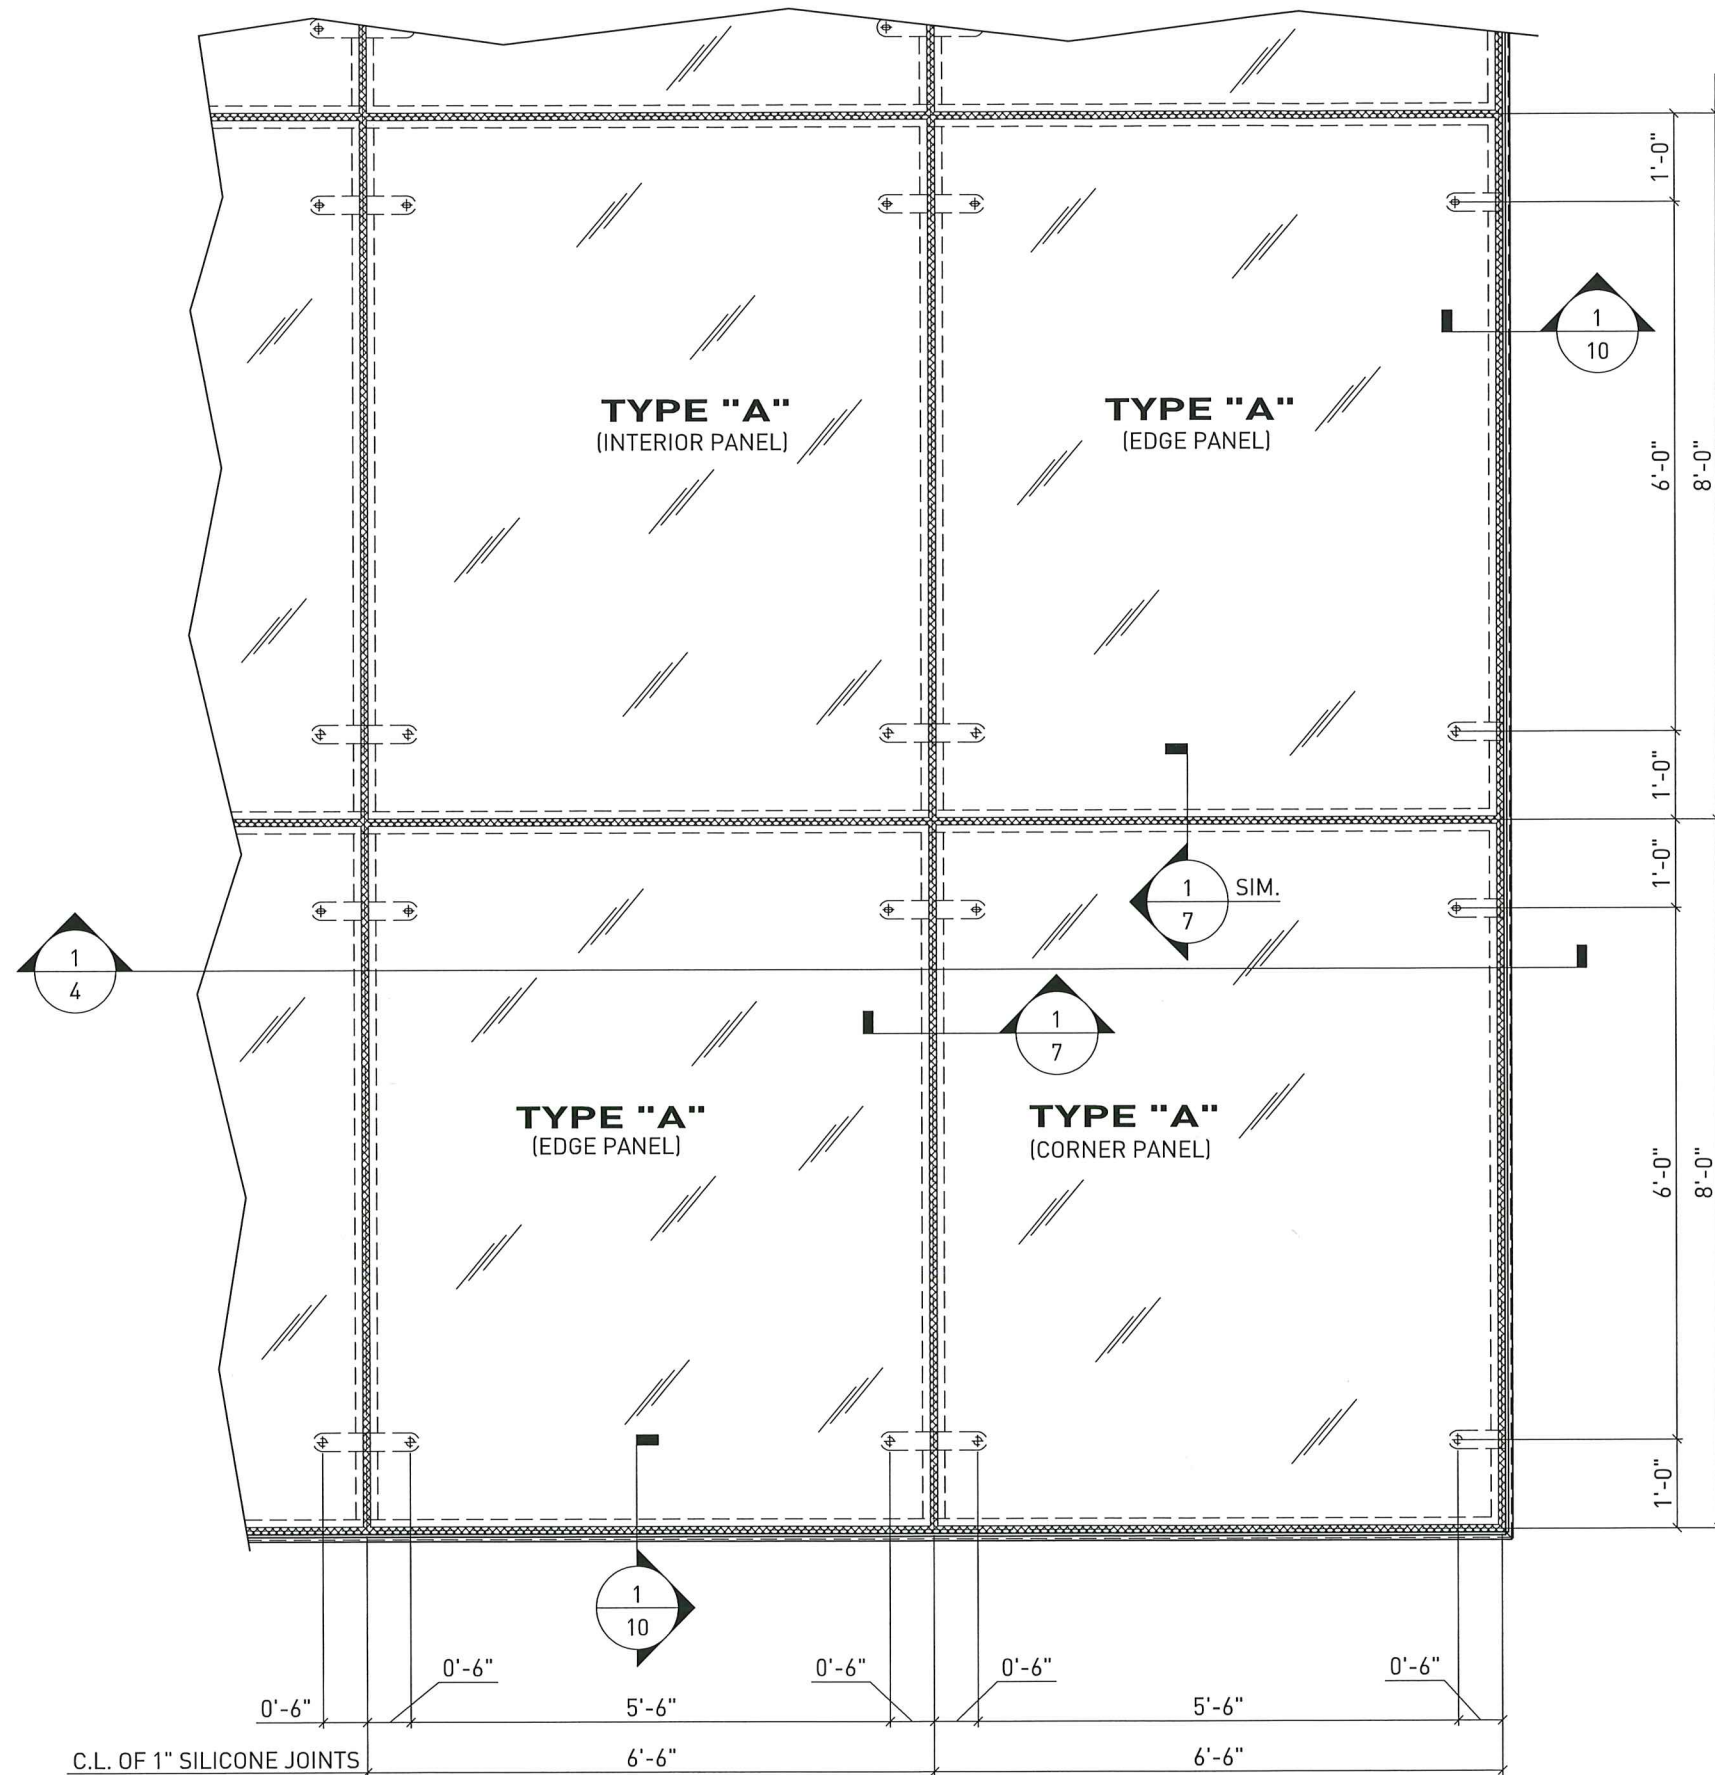 1'-0"
1
10
TYPE "A"
(INTERIOR PANEL)
TYPE "A"
(EDGE PANEL)
6'-0"
8'-0"
1'-0"
1'-0"
1
7
SIM.
1
4
1
7
TYPE "A"
(EDGE PANEL)
TYPE "A"
(CORNER PANEL)
6'-0"
8'-0"
1'-0"
1
10
0'-6"
0'-6"
0'-6"
0'-6"
0'-6"
5'-6"
5'-6"
C.L. OF 1" SILICONE JOINTS
6'-6"
6'-6"